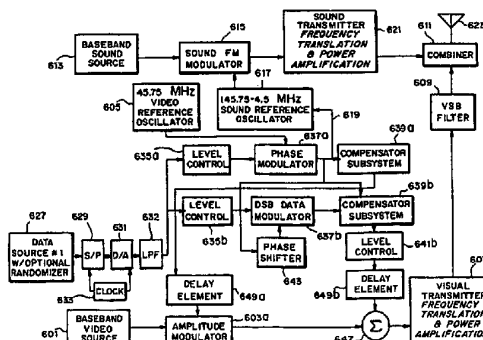 615
SOUND
TRANSMITTER
FREQUENCY
TRANSLATION
& POWER
AMPLIFICATION
621
623
BASEBAND
SOUND
SOURCE
613
SOUND FM
MODULATOR
611
COMBINER
617
45.75 MHz
VIDEO
REFERENCE
OSCILLATOR
605
145.75-4.5 MHz
SOUND REFERENCE
OSCILLATOR
619
609
VSB
FILTER
637a
639a
635a
LEVEL
CONTROL
PHASE
MODULATOR
COMPENSATOR
SUBSYSTEM
639b
627
629
631
632
LEVEL
CONTROL
635b
DSB DATA
MODULATOR
637b
COMPENSATOR
SUBSYSTEM
DATA
SOURCE #1
W/OPTIONAL
RANDOMIZER
S/P
D/A
LPF
PHASE
SHIFTER
643
LEVEL
CONTROL
641b
633
CLOCK
DELAY
ELEMENT
649a
DELAY
ELEMENT
649b
VISUAL
TRANSMITTER
FREQUENCY
TRANSLATION
& POWER
AMPLIFICATION
BASEBAND
VIDEO
SOURCE
601
603a
AMPLITUDE
MODULATOR
Σ